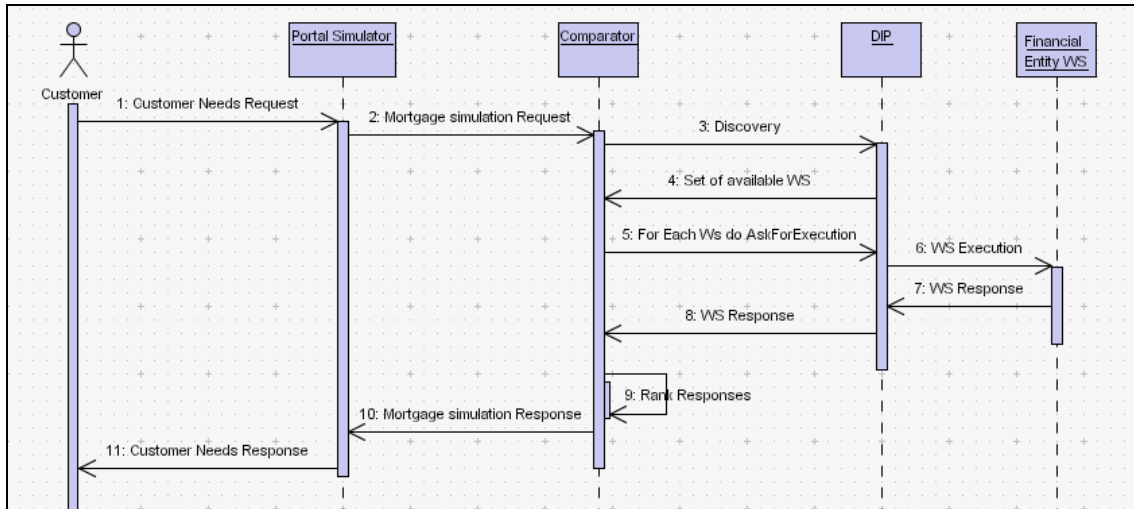 Portal Simulator
Comparator
DIP
Financial
Entity WS
Customer
1: Customer Needs Request
2: Mortgage simulation Request
3: Discovery
4: Set of available WS
5: For Each Ws do AskForExecution
6: WS Execution
7: WS Response
8: WS Response
9: Rank Responses
10: Mortgage simulation Response
11: Customer Needs Response